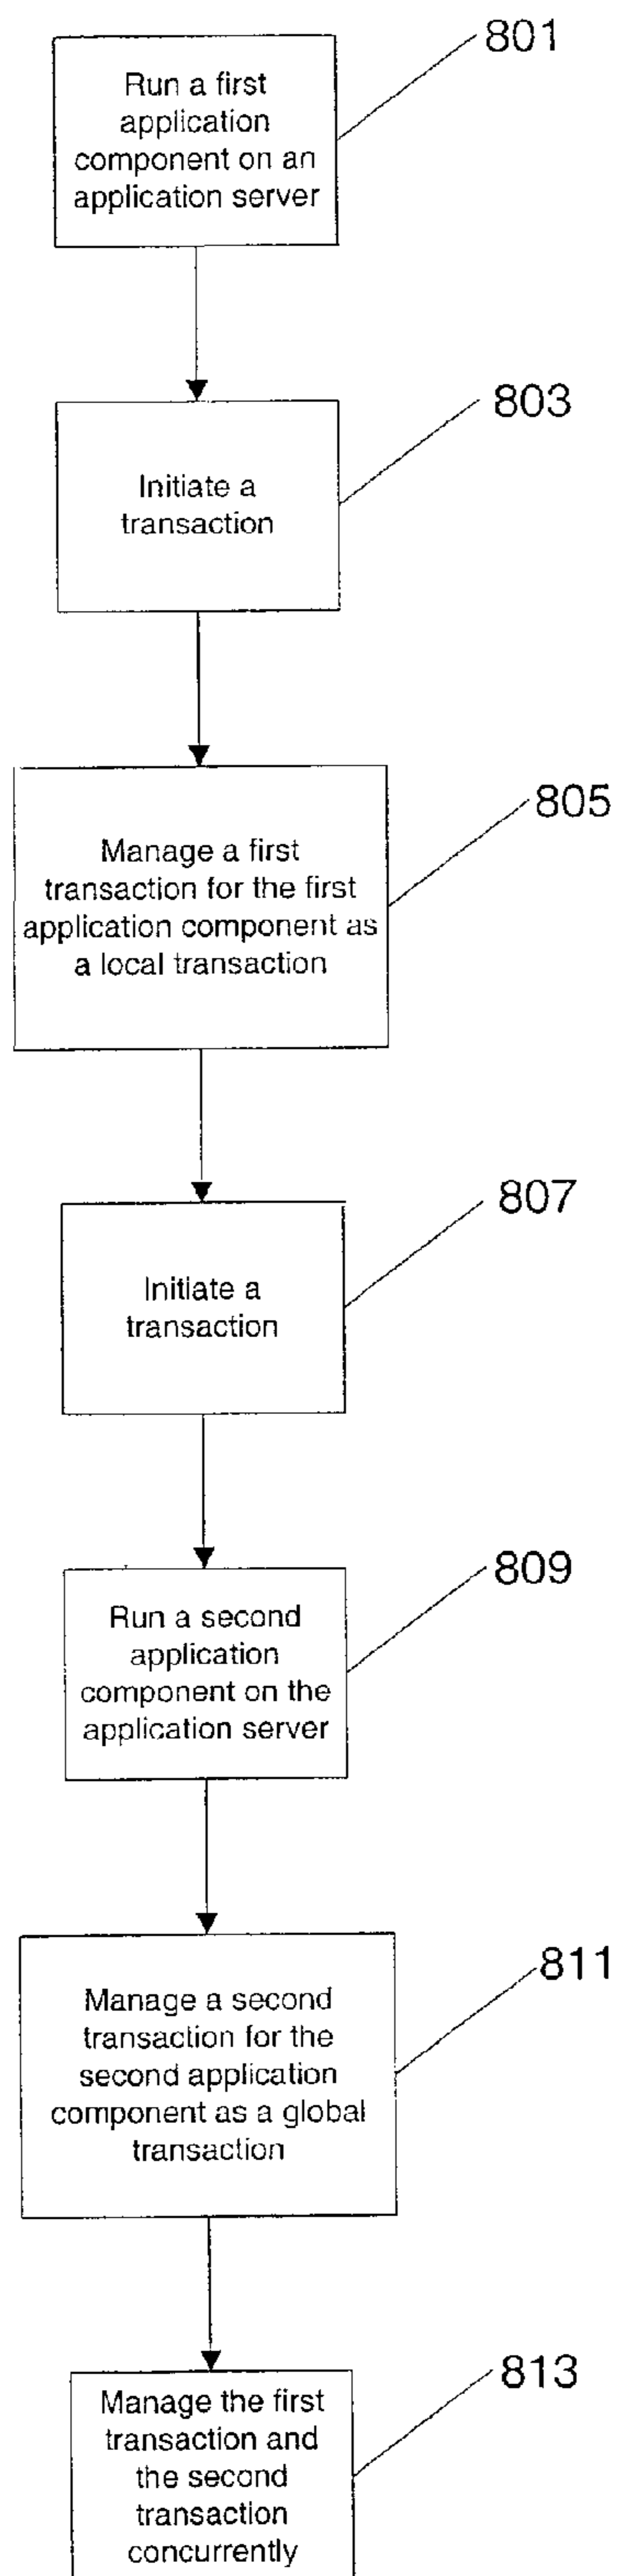 801
Run a first
application
component on an
application server
803
Initiate a
transaction
805
Manage a first
transaction for the first
application component as
a local transaction
807
Initiate a
transaction
809
Run a second
application
component on the
application server
811
Manage a second
transaction for the
second application
component as a global
transaction
813
Manage the first
transaction and
the second
transaction
concurrently